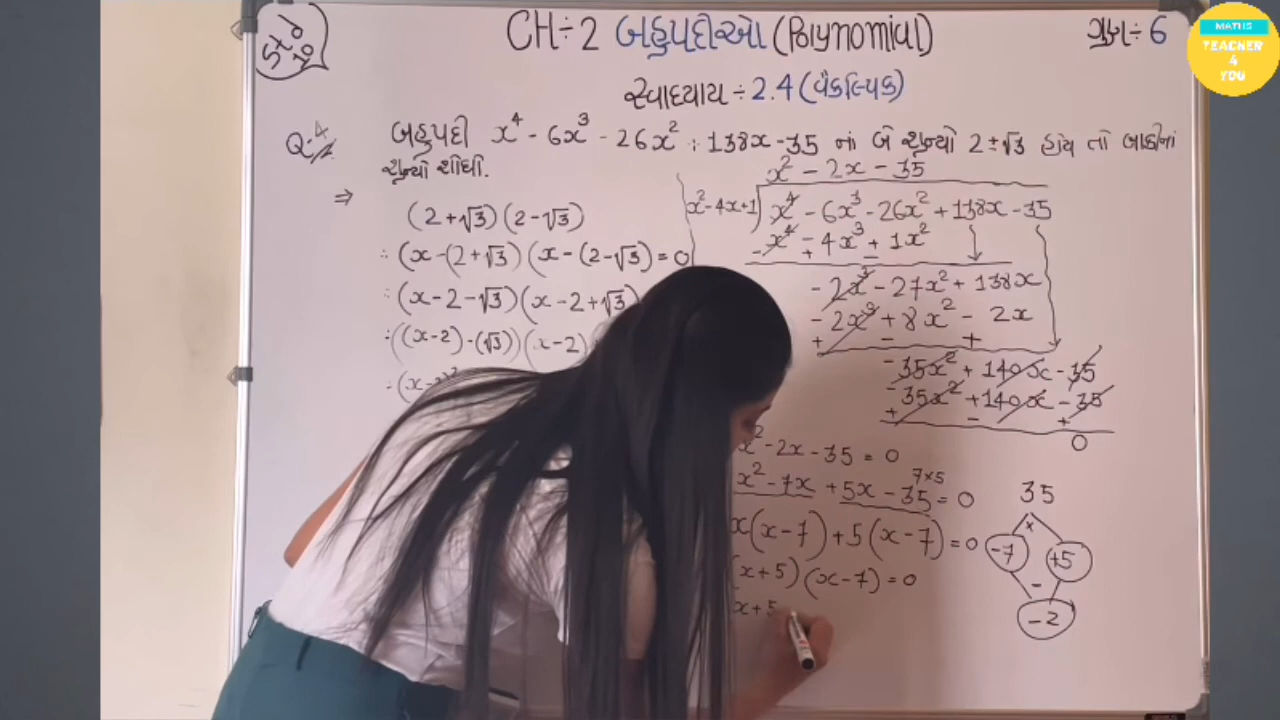 Std 10
CH ÷ 2 બહુપદીઓ (Polynomial)
ગુણ ÷ 6
MATHS
TEACHER
4
YOU
સ્વાધ્યાય ÷ 2.4 (વૈકલ્પિક)
Q.4 બહુપદી x⁴ - 6x³ - 26x² + 138x - 35 નાં બે શૂન્યો 2 ± √3 હોય તો બાકીનાં
શૂન્યો શોધો.
⇒
(2 + √3) (2 - √3)
∴ (x - (2 + √3) (x - (2 - √3) = 0
∴ (x - 2 - √3) (x - 2 + √3)
∴ ((x - 2) - (√3)) (x - 2)
x² - 2x - 35
x² - 4x + 1) x⁴ - 6x³ - 26x² + 138x - 35
x⁴ - 4x³ + 1x²
- + -
- 2x³ - 27x² + 138x
- 2x³ + 8x² - 2x
+ - +
- 35x² + 140x - 35
- 35x² + 140x - 35
+ - +
0
x² - 2x - 35 = 0
7 × 5
x² - 7x + 5x - 35 = 0
x(x - 7) + 5(x - 7) = 0
(x + 5) (x - 7) = 0
x + 5
35
×
-7 +5
-
-2